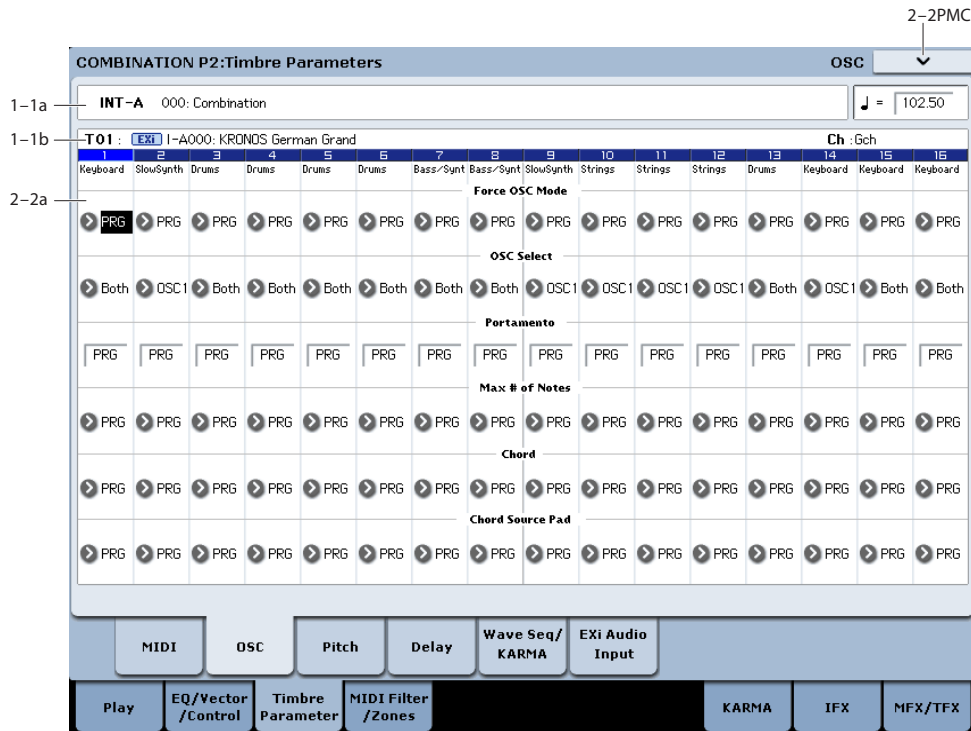 2-2PMC
COMBINATION P2:Timbre Parameters OSC
1-1a INT-A 000: Combination ♩ = 102.50
1-1b T01 : EXi I-A000: KRONOS German Grand Ch :Gch
1 2 3 4 5 6 7 8 9 10 11 12 13 14 15 16
Keyboard SlowSynth Drums Drums Drums Drums Bass/Synt Bass/Synt SlowSynth Strings Strings Strings Drums Keyboard Keyboard Keyboard
2-2a Force OSC Mode
PRG PRG PRG PRG PRG PRG PRG PRG PRG PRG PRG PRG PRG PRG PRG PRG
OSC Select
Both OSC1 Both Both Both Both Both Both OSC1 OSC1 OSC1 OSC1 Both OSC1 Both Both
Portamento
PRG PRG PRG PRG PRG PRG PRG PRG PRG PRG PRG PRG PRG PRG PRG PRG
Max # of Notes
PRG PRG PRG PRG PRG PRG PRG PRG PRG PRG PRG PRG PRG PRG PRG PRG
Chord
PRG PRG PRG PRG PRG PRG PRG PRG PRG PRG PRG PRG PRG PRG PRG PRG
Chord Source Pad
PRG PRG PRG PRG PRG PRG PRG PRG PRG PRG PRG PRG PRG PRG PRG PRG
MIDI OSC Pitch Delay Wave Seq/ EXi Audio
KARMA Input
Play EQ/Vector Timbre MIDI Filter KARMA IFX MFX/TFX
/Control Parameter /Zones